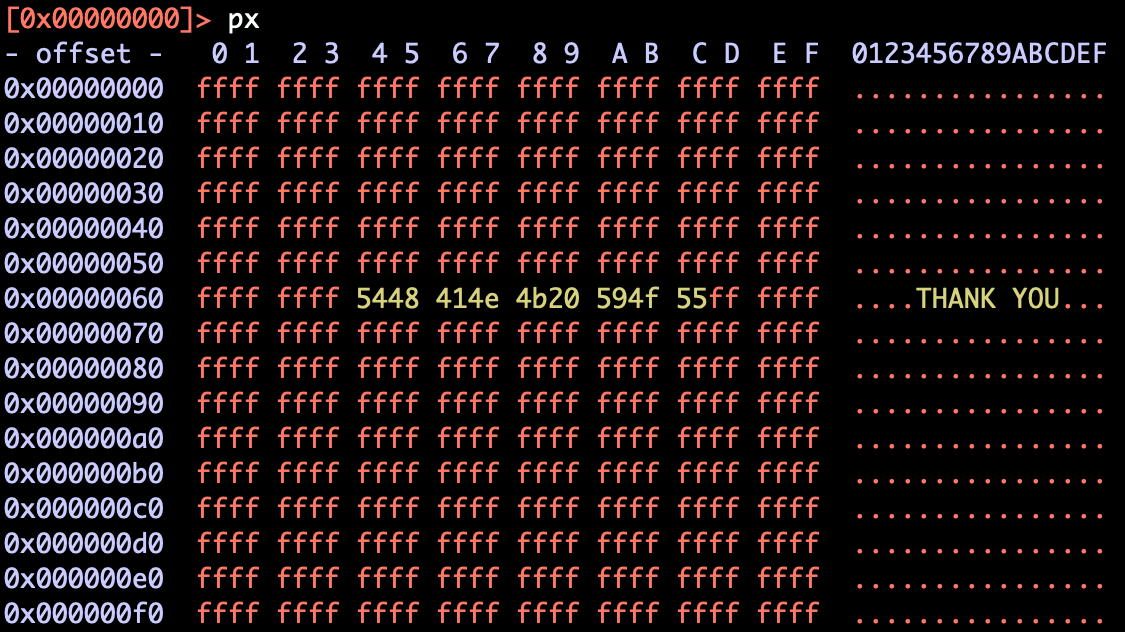 [0x00000000]> px
- offset -   0 1  2 3  4 5  6 7  8 9  A B  C D  E F  0123456789ABCDEF
0x00000000  ffff ffff ffff ffff ffff ffff ffff ffff  ................
0x00000010  ffff ffff ffff ffff ffff ffff ffff ffff  ................
0x00000020  ffff ffff ffff ffff ffff ffff ffff ffff  ................
0x00000030  ffff ffff ffff ffff ffff ffff ffff ffff  ................
0x00000040  ffff ffff ffff ffff ffff ffff ffff ffff  ................
0x00000050  ffff ffff ffff ffff ffff ffff ffff ffff  ................
0x00000060  ffff ffff 5448 414e 4b20 594f 55ff ffff  ....THANK YOU...
0x00000070  ffff ffff ffff ffff ffff ffff ffff ffff  ................
0x00000080  ffff ffff ffff ffff ffff ffff ffff ffff  ................
0x00000090  ffff ffff ffff ffff ffff ffff ffff ffff  ................
0x000000a0  ffff ffff ffff ffff ffff ffff ffff ffff  ................
0x000000b0  ffff ffff ffff ffff ffff ffff ffff ffff  ................
0x000000c0  ffff ffff ffff ffff ffff ffff ffff ffff  ................
0x000000d0  ffff ffff ffff ffff ffff ffff ffff ffff  ................
0x000000e0  ffff ffff ffff ffff ffff ffff ffff ffff  ................
0x000000f0  ffff ffff ffff ffff ffff ffff ffff ffff  ................